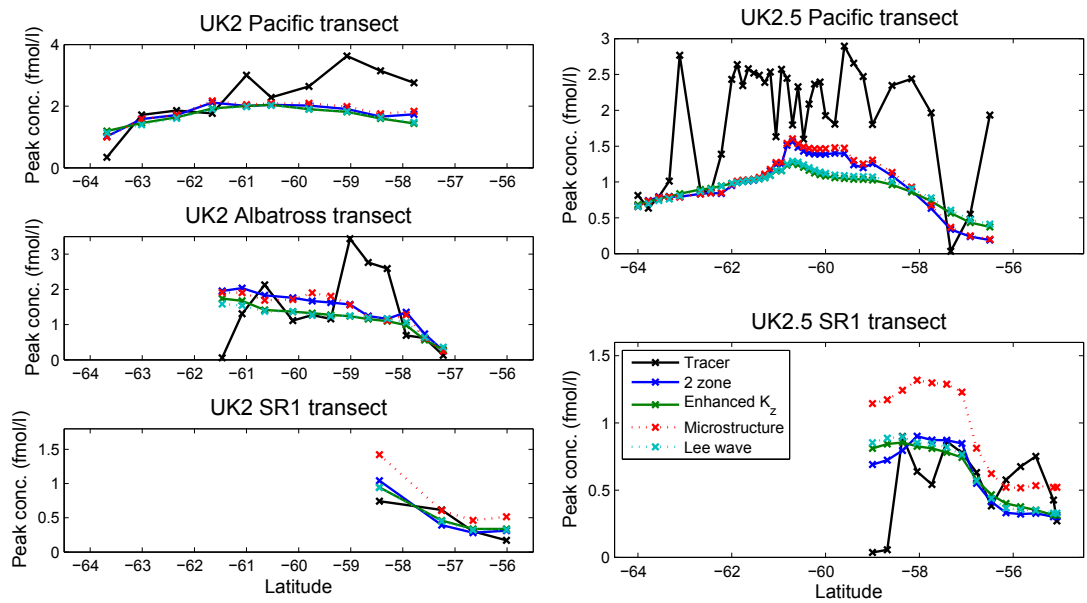 UK2 Pacific transect
Peak conc. (fmol/l)
4
2
0
−64 −63 −62 −61 −60 −59 −58 −57 −56
UK2 Albatross transect
Peak conc. (fmol/l)
3
2
1
0
−64 −63 −62 −61 −60 −59 −58 −57 −56
UK2 SR1 transect
Peak conc. (fmol/l)
1.5
1
0.5
0
−64 −63 −62 −61 −60 −59 −58 −57 −56
Latitude
UK2.5 Pacific transect
Peak conc. (fmol/l)
3
2.5
2
1.5
1
0.5
0
−64 −62 −60 −58 −56
UK2.5 SR1 transect
Peak conc. (fmol/l)
1.5
1
0.5
0
Tracer
2 zone
Enhanced K_z
Microstructure
Lee wave
−64 −62 −60 −58 −56
Latitude